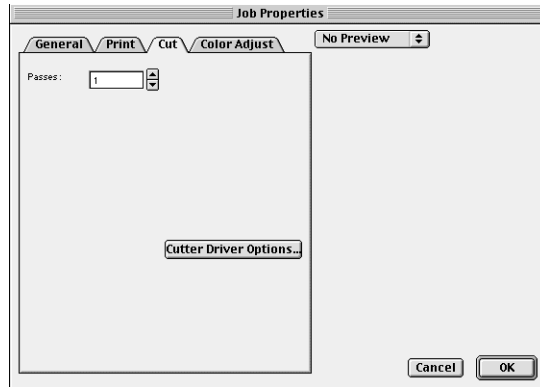 Job Properties
General Print Cut Color Adjust
No Preview
Passes: 1
Cutter Driver Options...
Cancel OK